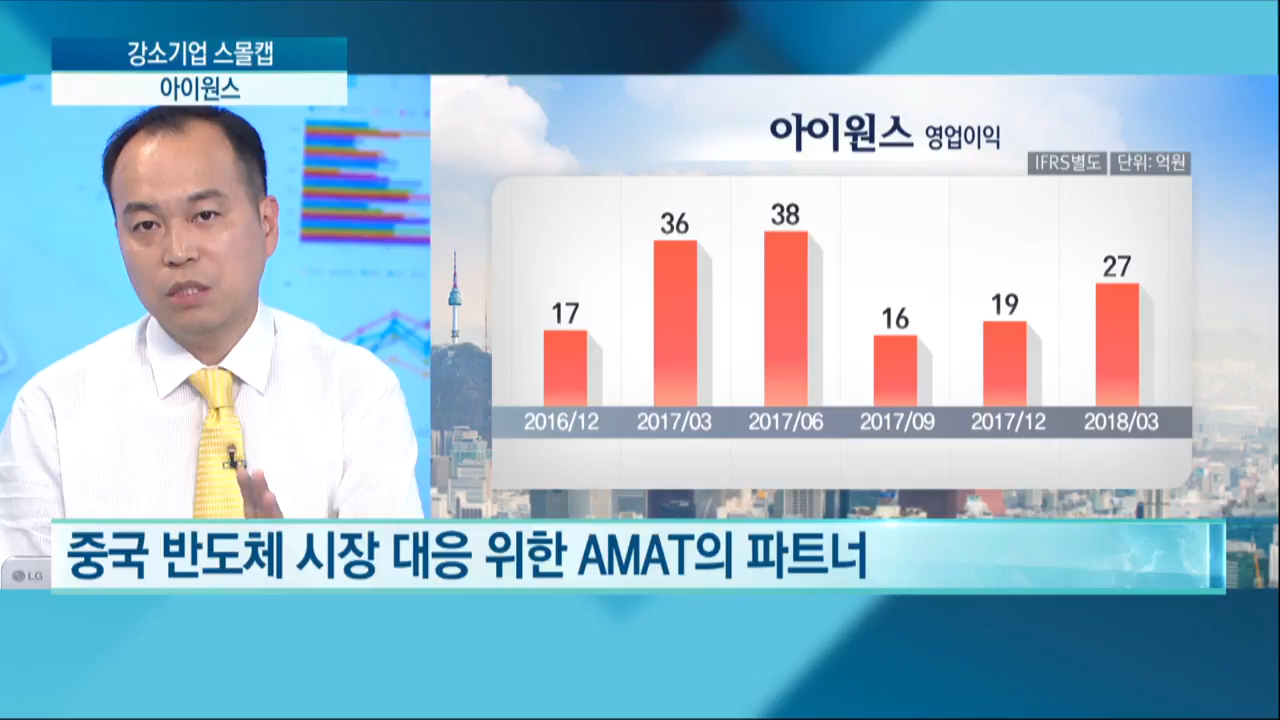 강소기업 스몰캡
아이원스
아이원스 영업이익
IFRS별도 단위: 억원
17
36
38
16
19
27
2016/12
2017/03
2017/06
2017/09
2017/12
2018/03
중국 반도체 시장 대응 위한 AMAT의 파트너
LG